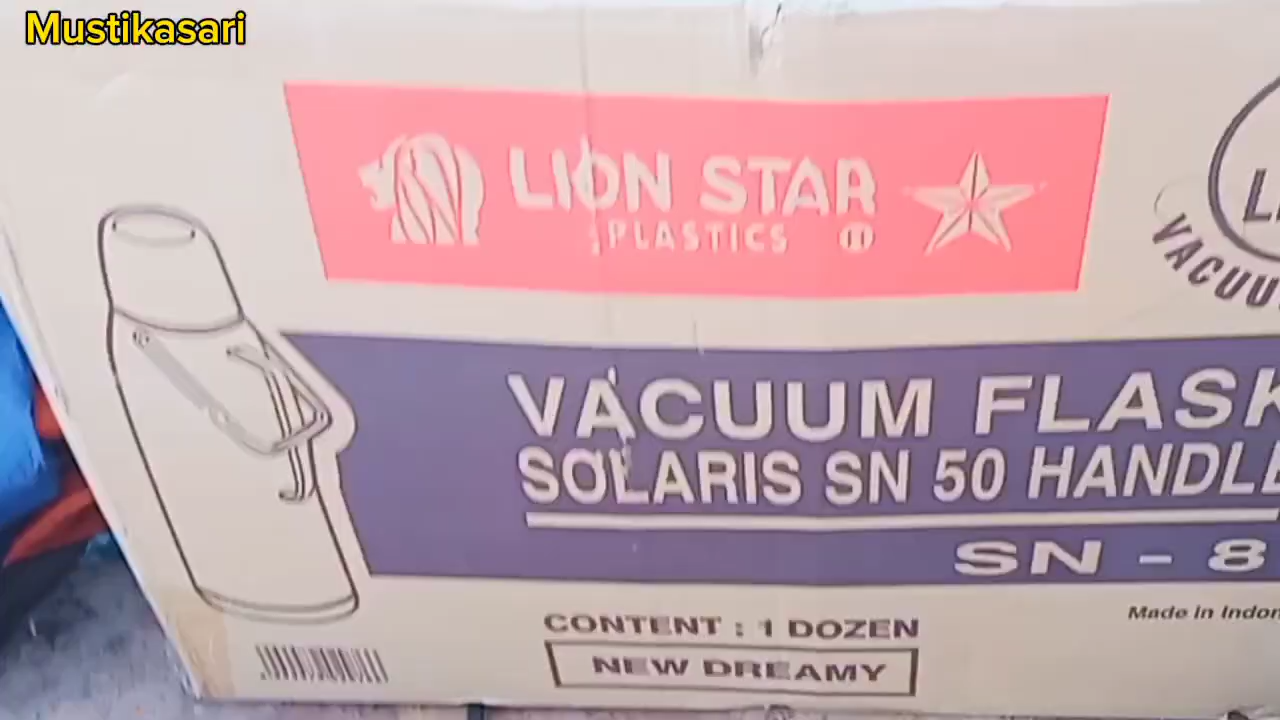 Mustikasari
LION STAR
PLASTICS ®
VACUU
VACUUM FLASK
SOLARIS SN 50 HANDLE
SN - 8
Made in Indon
CONTENT : 1 DOZEN
NEW DREAMY